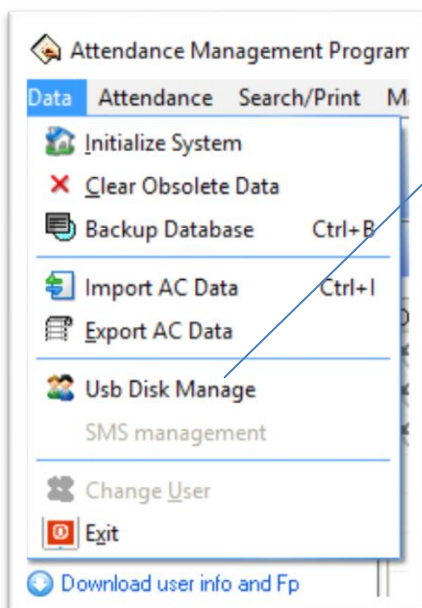 Attendance Management Program
Data Attendance Search/Print
Initialize System
Clear Obsolete Data
Backup Database Ctrl+B
Import AC Data Ctrl+I
Export AC Data
Usb Disk Manage
SMS management
Change User
Exit
Download user info and Fp